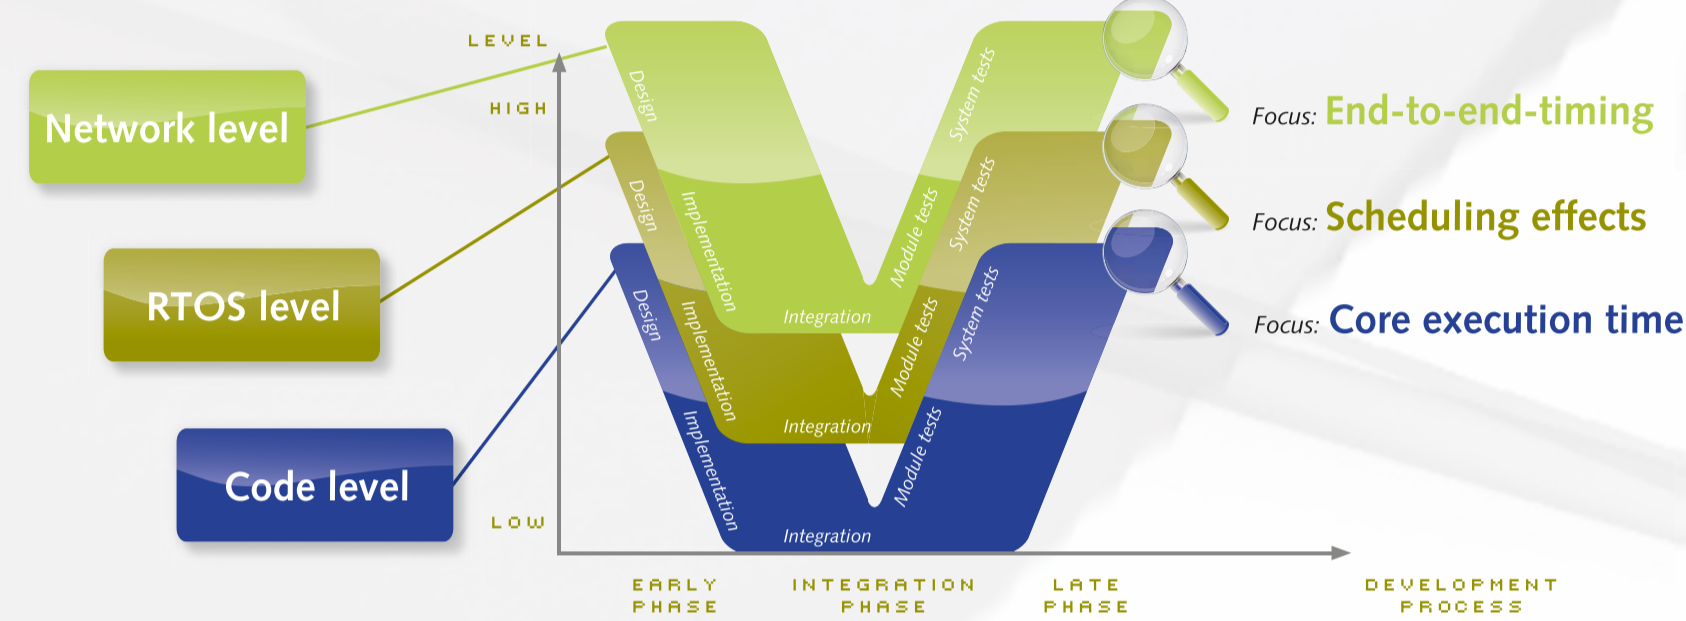 LEVEL
HIGH
LOW
Network level
RTOS level
Code level
Design
Implementation
Integration
Module tests
System tests
Design
Implementation
Integration
Module tests
System tests
Design
Implementation
Integration
Module tests
System tests
Focus: End-to-end-timing
Focus: Scheduling effects
Focus: Core execution time
EARLY
PHASE
INTEGRATION
PHASE
LATE
PHASE
DEVELOPMENT
PROCESS